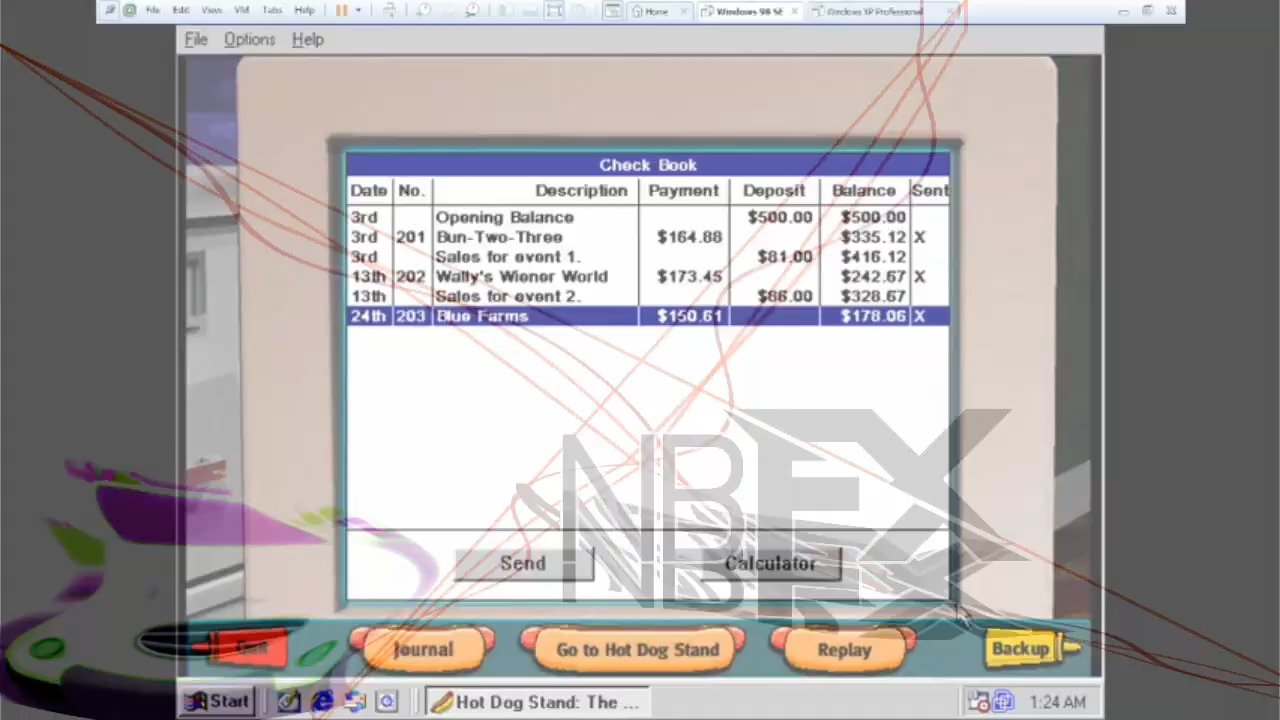 File Edit View VM Tabs Help Home Windows 98 SE Windows XP Professional
File Options Help
Check Book
Date No. Description Payment Deposit Balance Sent
3rd Opening Balance $500.00 $500.00
3rd 201 Bun-Two-Three $164.88 $335.12 X
3rd Sales for event 1. $81.00 $416.12
13th 202 Wally's Wiener World $173.45 $242.67 X
13th Sales for event 2. $86.00 $328.67
24th 203 Blue Farms $150.61 $178.06 X
NBFX
Send Calculator
NBFX
Journal Go to Hot Dog Stand Replay Backup
Start Hot Dog Stand: The ... 1:24 AM